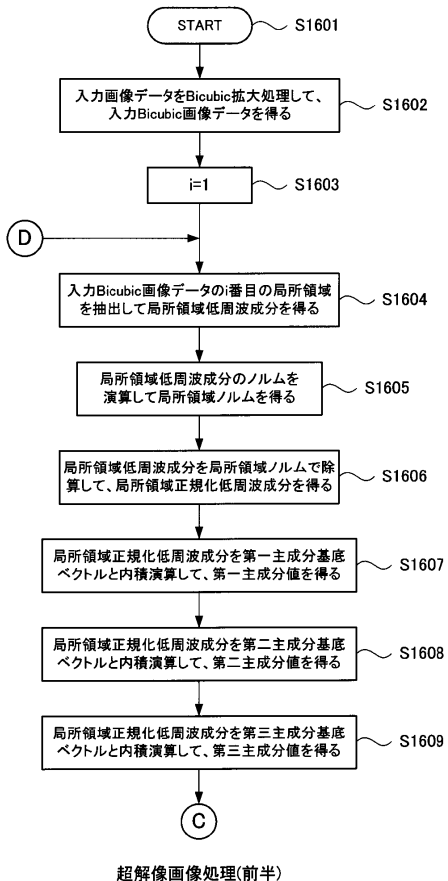 START
S1601
入力画像データをBicubic拡大処理して、
入力Bicubic画像データを得る
S1602
i=1
S1603
D
入力Bicubic画像データのi番目の局所領域
を抽出して局所領域低周波成分を得る
S1604
局所領域低周波成分のノルムを
演算して局所領域ノルムを得る
S1605
局所領域低周波成分を局所領域ノルムで除
算して、局所領域正規化低周波成分を得る
S1606
局所領域正規化低周波成分を第一主成分基底
ベクトルと内積演算して、第一主成分値を得る
S1607
局所領域正規化低周波成分を第二主成分基底
ベクトルと内積演算して、第二主成分値を得る
S1608
局所領域正規化低周波成分を第三主成分基底
ベクトルと内積演算して、第三主成分値を得る
S1609
C
超解像画像処理(前半)